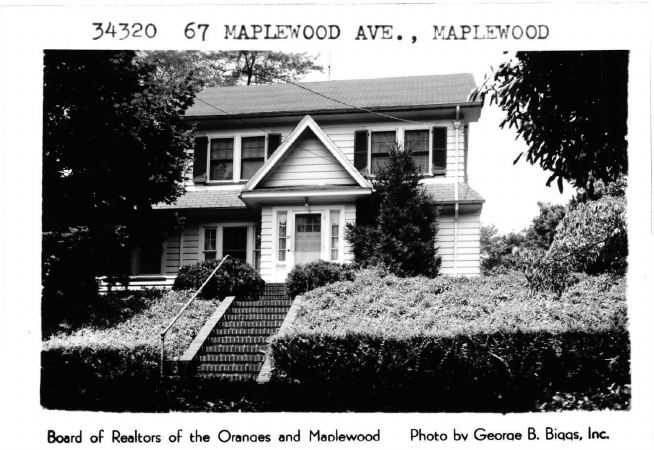 34320 67 MAPLEWOOD AVE., MAPLEWOOD
Board of Realtors of the Oranges and Maplewood Photo by George B. Biggs, Inc.